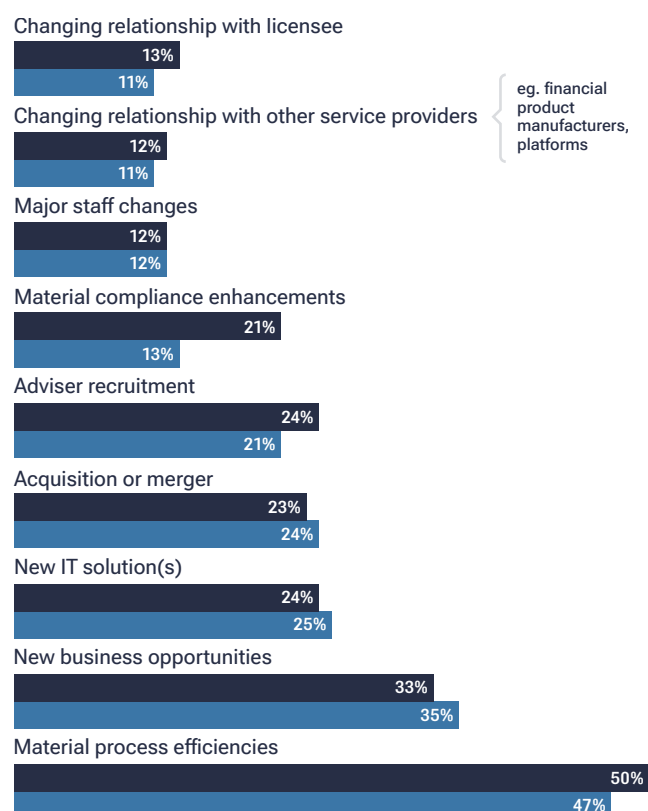 Changing relationship with licensee
13%
11%
Changing relationship with other service providers
eg. financial
product
manufacturers,
platforms
12%
11%
Major staff changes
12%
12%
Material compliance enhancements
21%
13%
Adviser recruitment
24%
21%
Acquisition or merger
23%
24%
New IT solution(s)
24%
25%
New business opportunities
33%
35%
Material process efficiencies
50%
47%